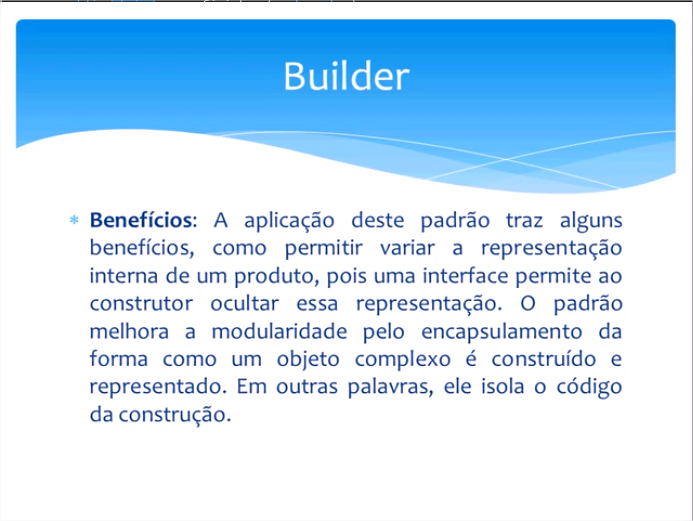 Builder
* Benefícios: A aplicação deste padrão traz alguns
benefícios, como permitir variar a representação
interna de um produto, pois uma interface permite ao
construtor ocultar essa representação. O padrão
melhora a modularidade pelo encapsulamento da
forma como um objeto complexo é construído e
representado. Em outras palavras, ele isola o código
da construção.